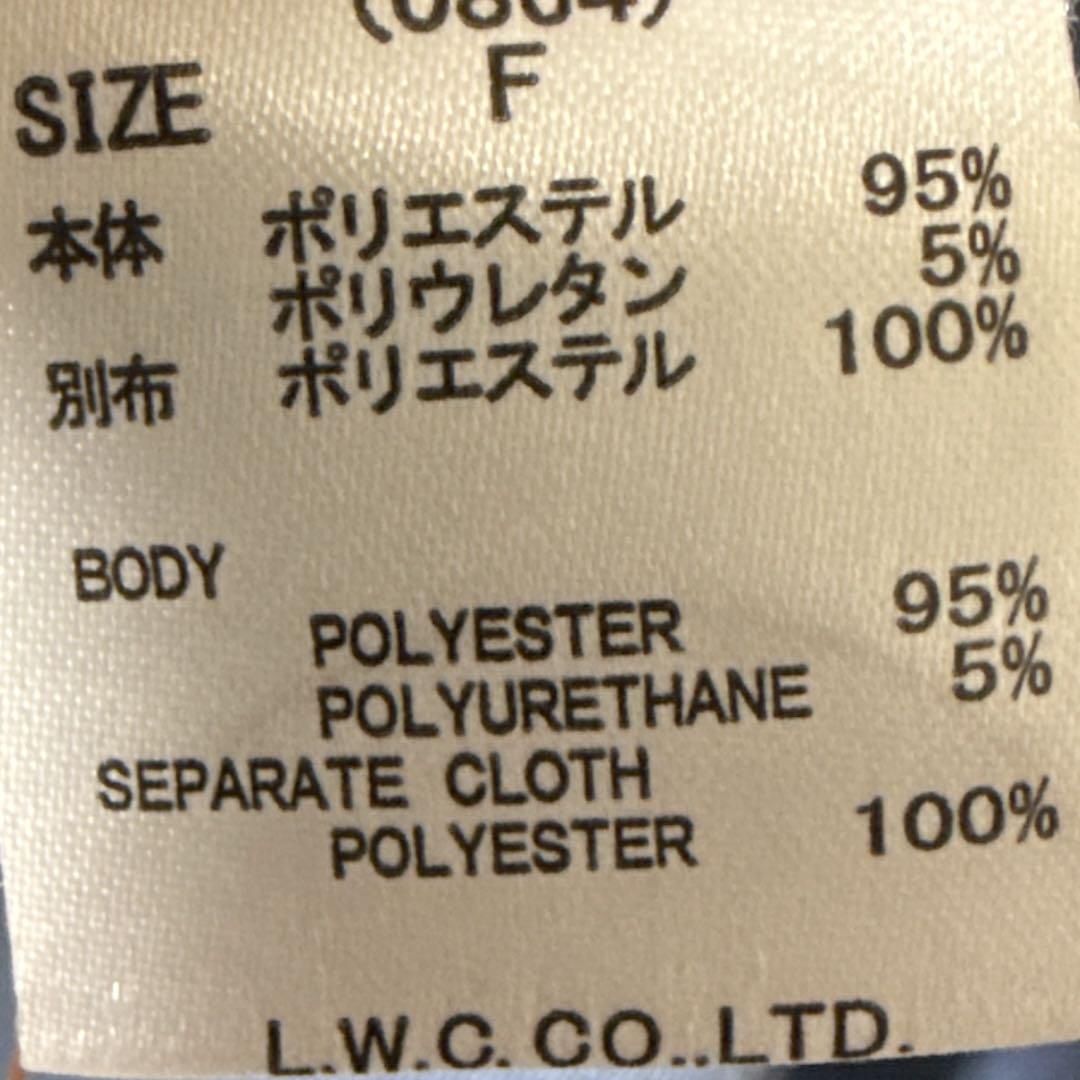 SIZE F
本体 ポリエステル 95%
ポリウレタン 5%
別布 ポリエステル 100%
BODY
POLYESTER 95%
POLYURETHANE 5%
SEPARATE CLOTH
POLYESTER 100%
L.W.C. CO.,LTD.